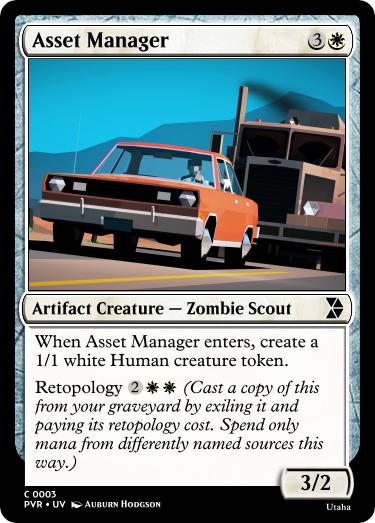 Asset Manager 3
Artifact Creature — Zombie Scout
When Asset Manager enters, create a
1/1 white Human creature token.
Retopology 2 (Cast a copy of this
from your graveyard by exiling it and
paying its retopology cost. Spend only
mana from differently named sources this
way.)
3/2
C 0003
PVR • UV Auburn Hodgson
Utaha